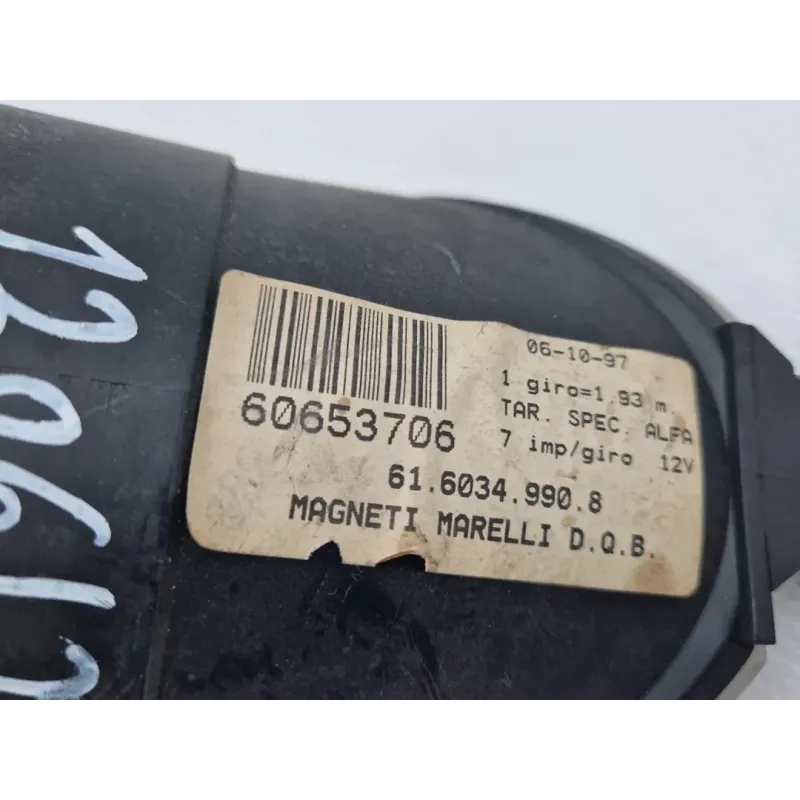 60653706
06-10-97
1 giro=1.93 m.
TAR. SPEC. ALFA
7 imp/giro 12V
61.6034.990.8
MAGNETI MARELLI D.Q.B.